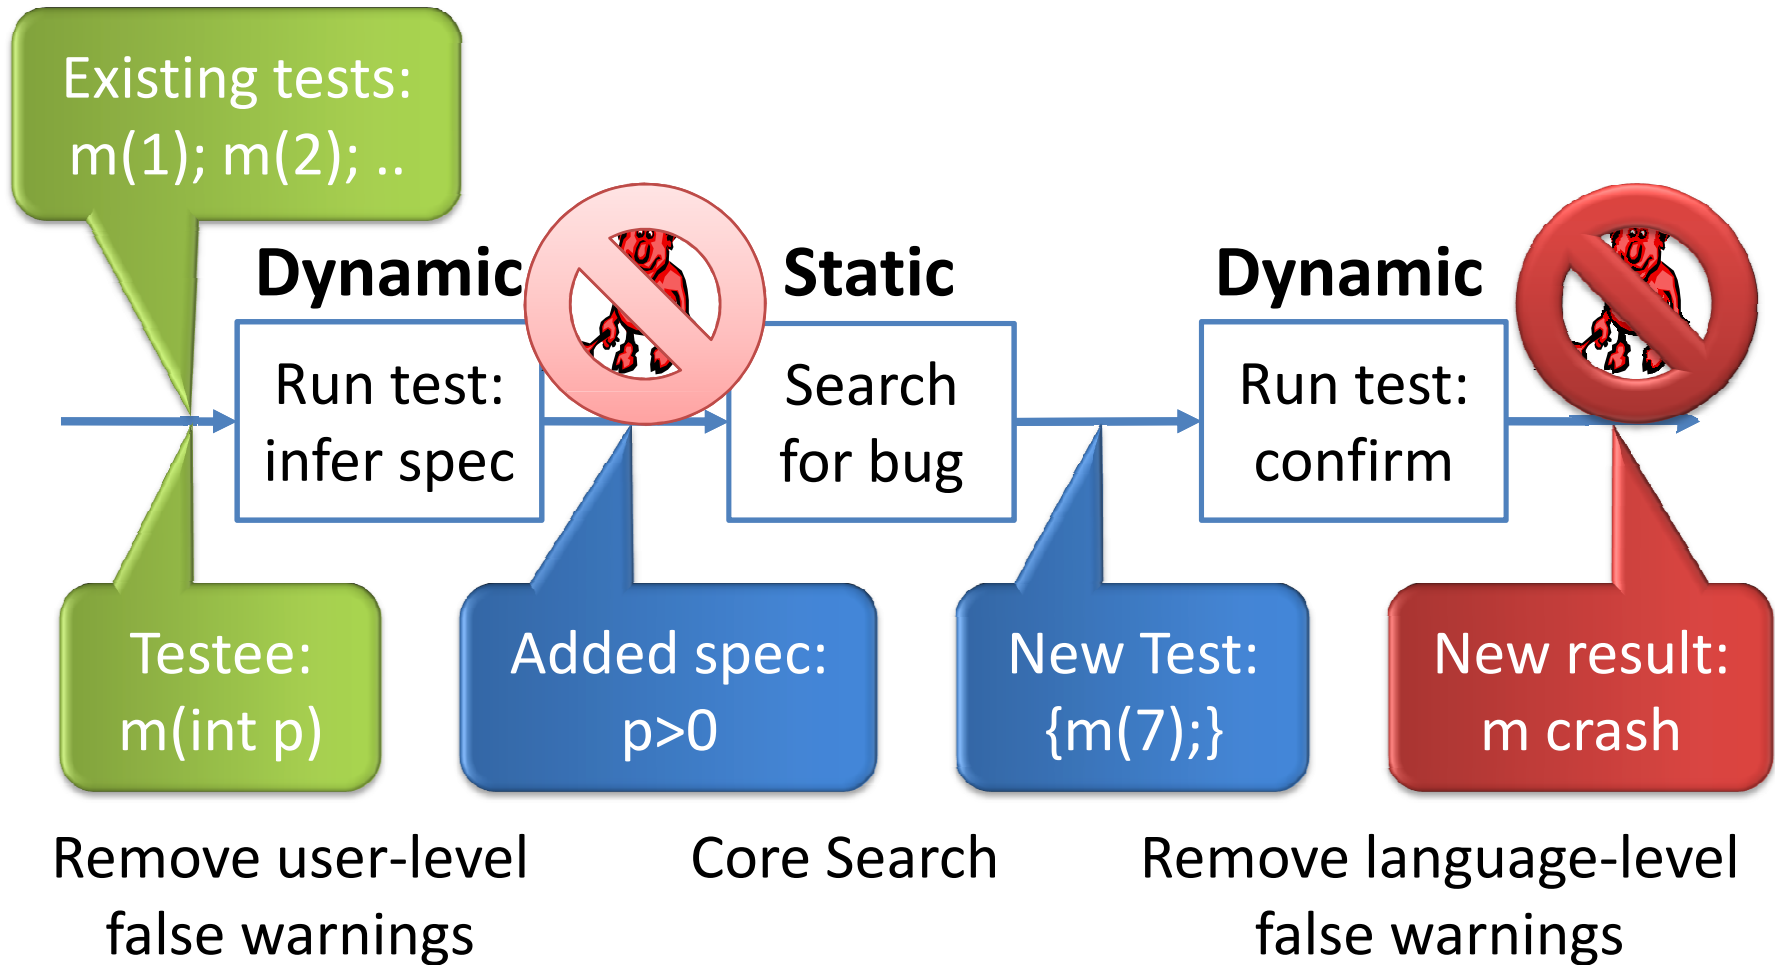 Existing tests:
m(1); m(2); ..
Dynamic
Static
Dynamic
Run test:
infer spec
Search
for bug
Run test:
confirm
Testee:
m(int p)
Added spec:
p>0
New Test:
{m(7);}
New result:
m crash
Remove user-level
false warnings
Core Search
Remove language-level
false warnings